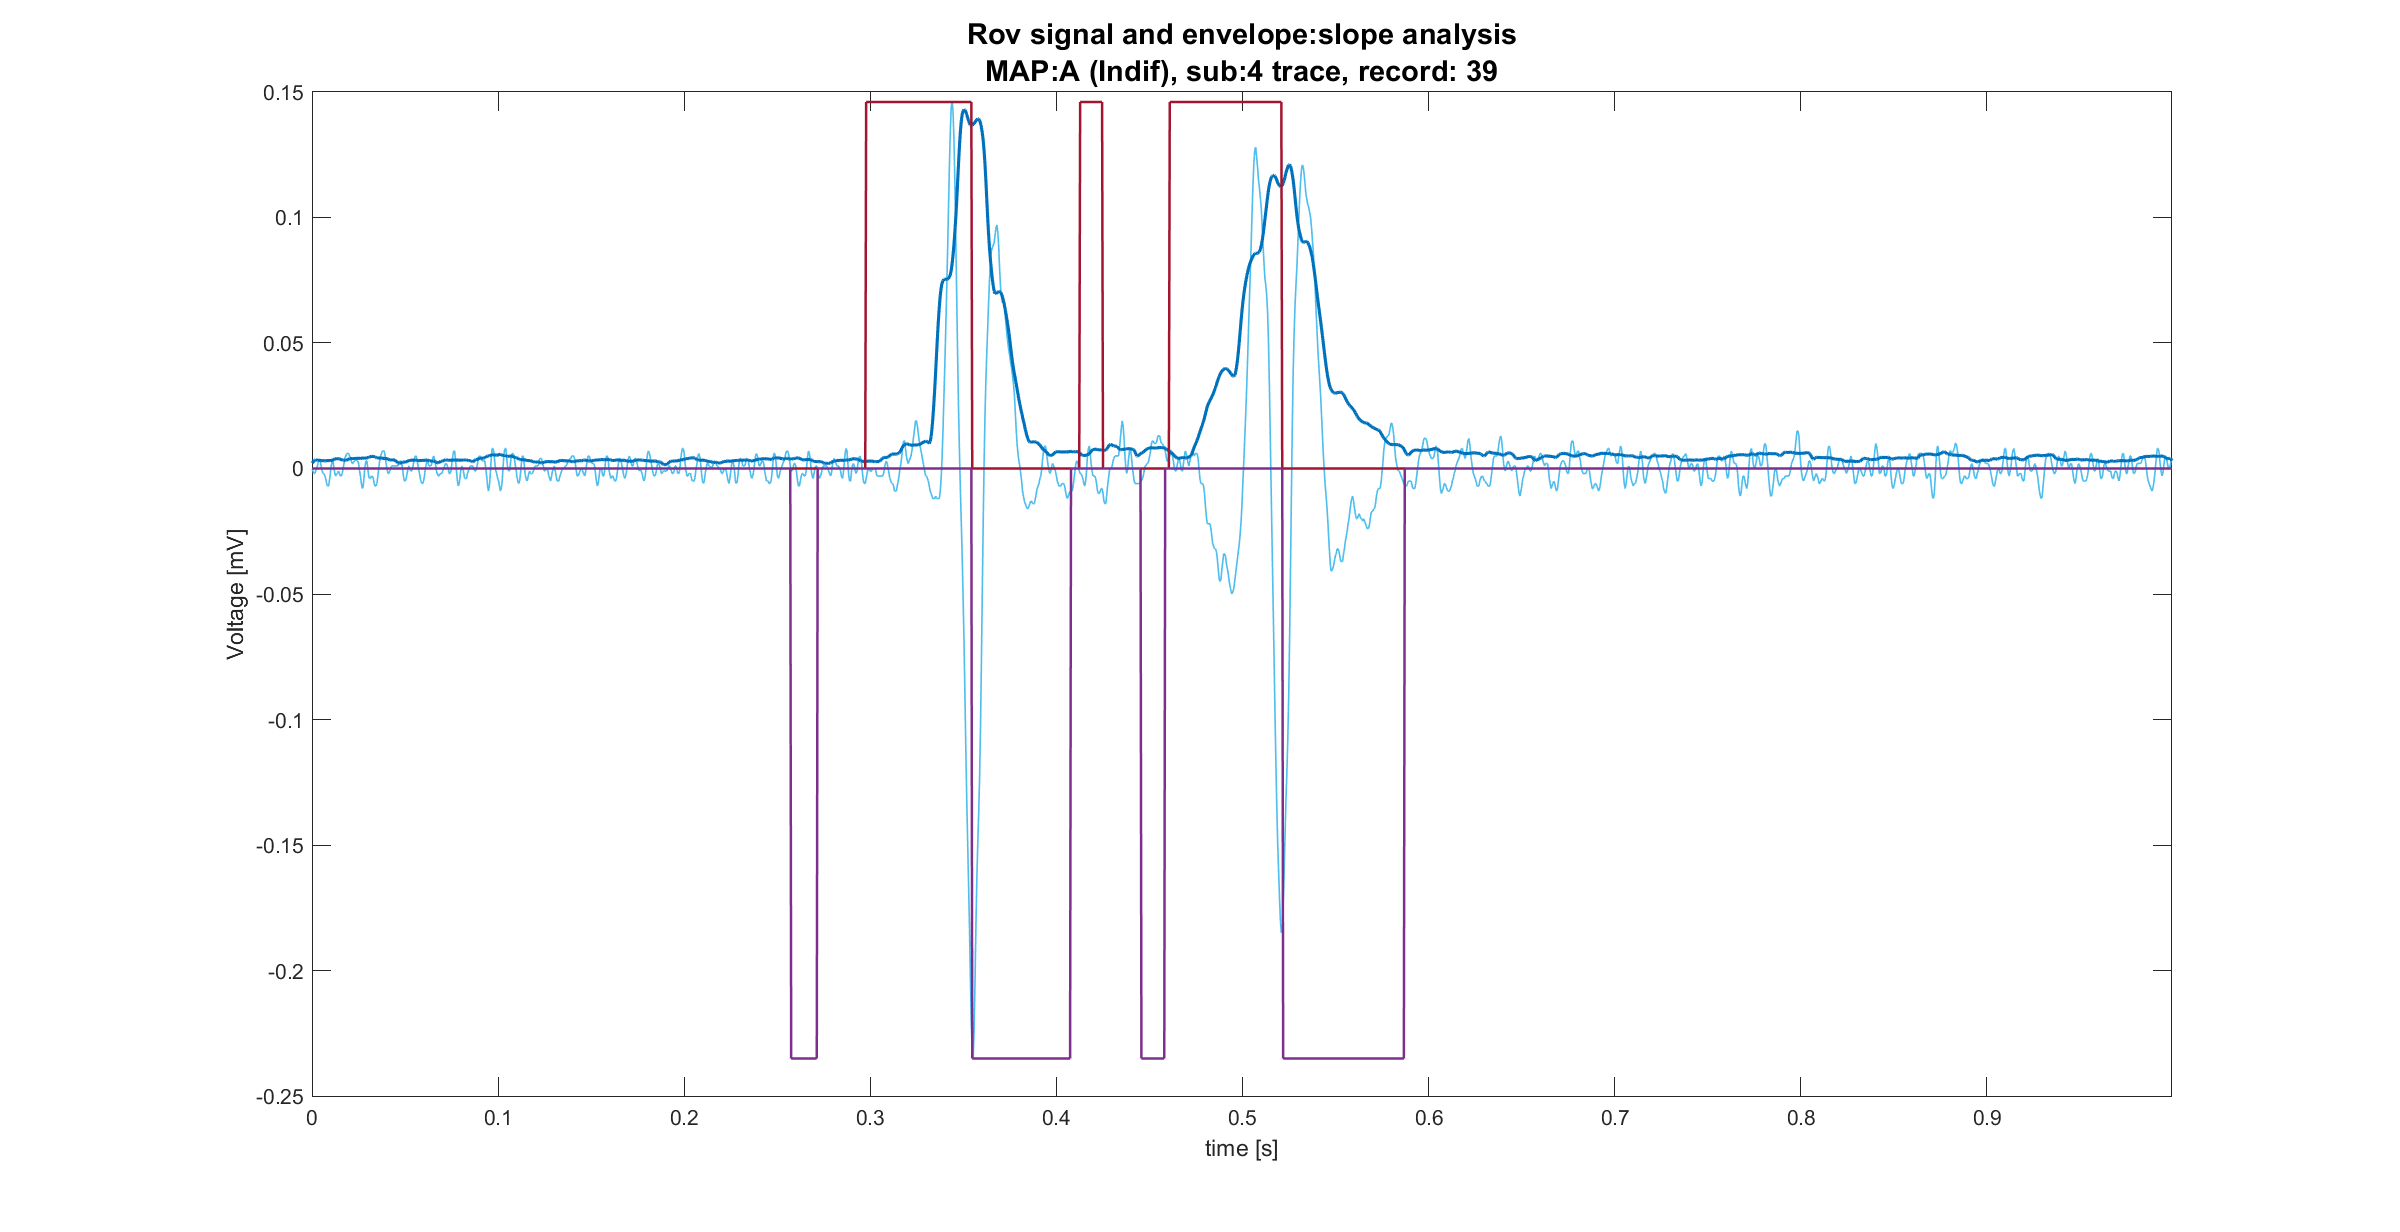 Rov signal and envelope:slope analysis
MAP:A (Indif), sub:4 trace, record: 39
0.15
0.1
0.05
0
-0.05
-0.1
-0.15
-0.2
-0.25
Voltage [mV]
0 0.1 0.2 0.3 0.4 0.5 0.6 0.7 0.8 0.9
time [s]